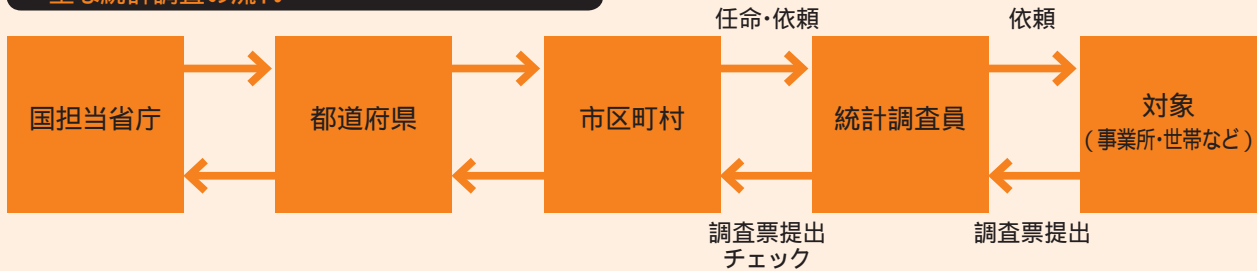 任命・依頼
依頼
国担当省庁
都道府県
市区町村
統計調査員
対象
(事業所・世帯など)
調査票提出
チェック
調査票提出